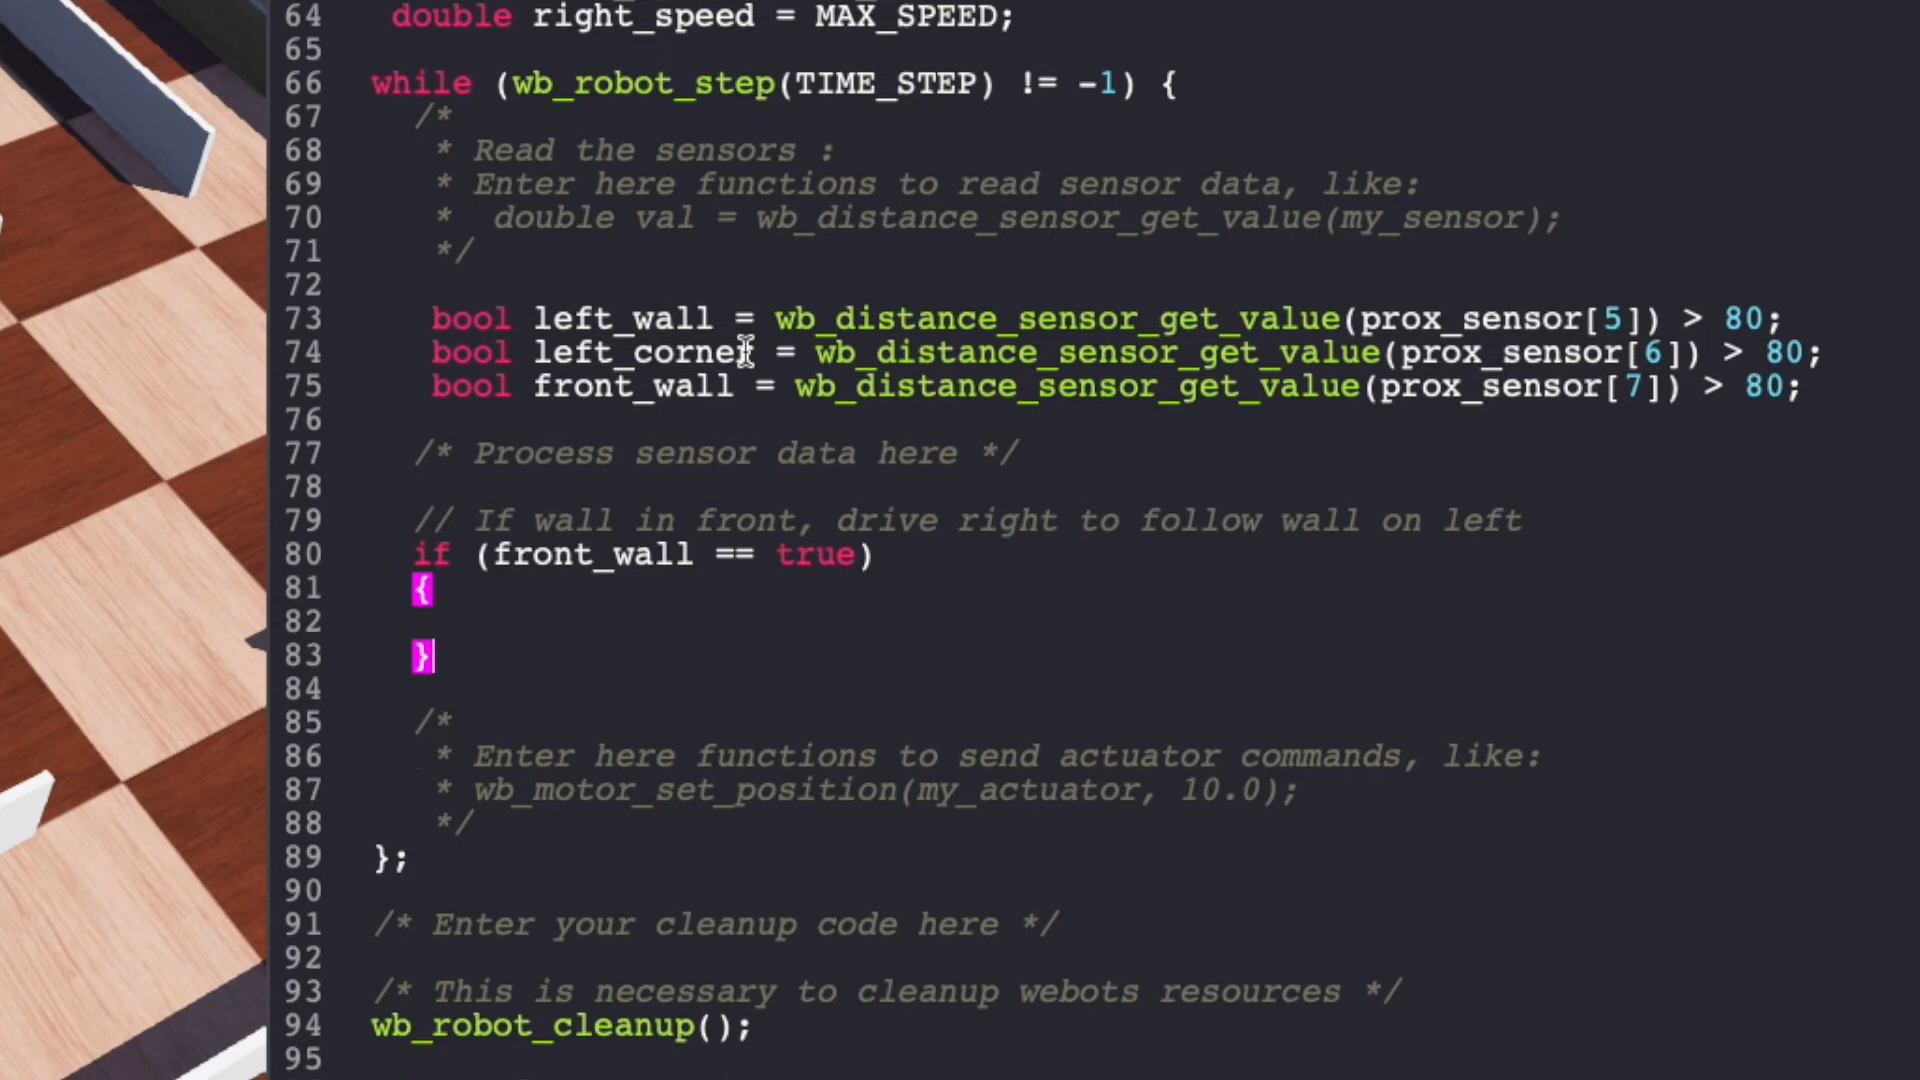 64 double right_speed = MAX_SPEED;
65
66 while (wb_robot_step(TIME_STEP) != -1) {
67 /*
68 * Read the sensors :
69 * Enter here functions to read sensor data, like:
70 * double val = wb_distance_sensor_get_value(my_sensor);
71 */
72
73 bool left_wall = wb_distance_sensor_get_value(prox_sensor[5]) > 80;
74 bool left_corner = wb_distance_sensor_get_value(prox_sensor[6]) > 80;
75 bool front_wall = wb_distance_sensor_get_value(prox_sensor[7]) > 80;
76
77 /* Process sensor data here */
78
79 // If wall in front, drive right to follow wall on left
80 if (front_wall == true)
81 {
82
83 }
84
85 /*
86 * Enter here functions to send actuator commands, like:
87 * wb_motor_set_position(my_actuator, 10.0);
88 */
89 };
90
91 /* Enter your cleanup code here */
92
93 /* This is necessary to cleanup webots resources */
94 wb_robot_cleanup();
95